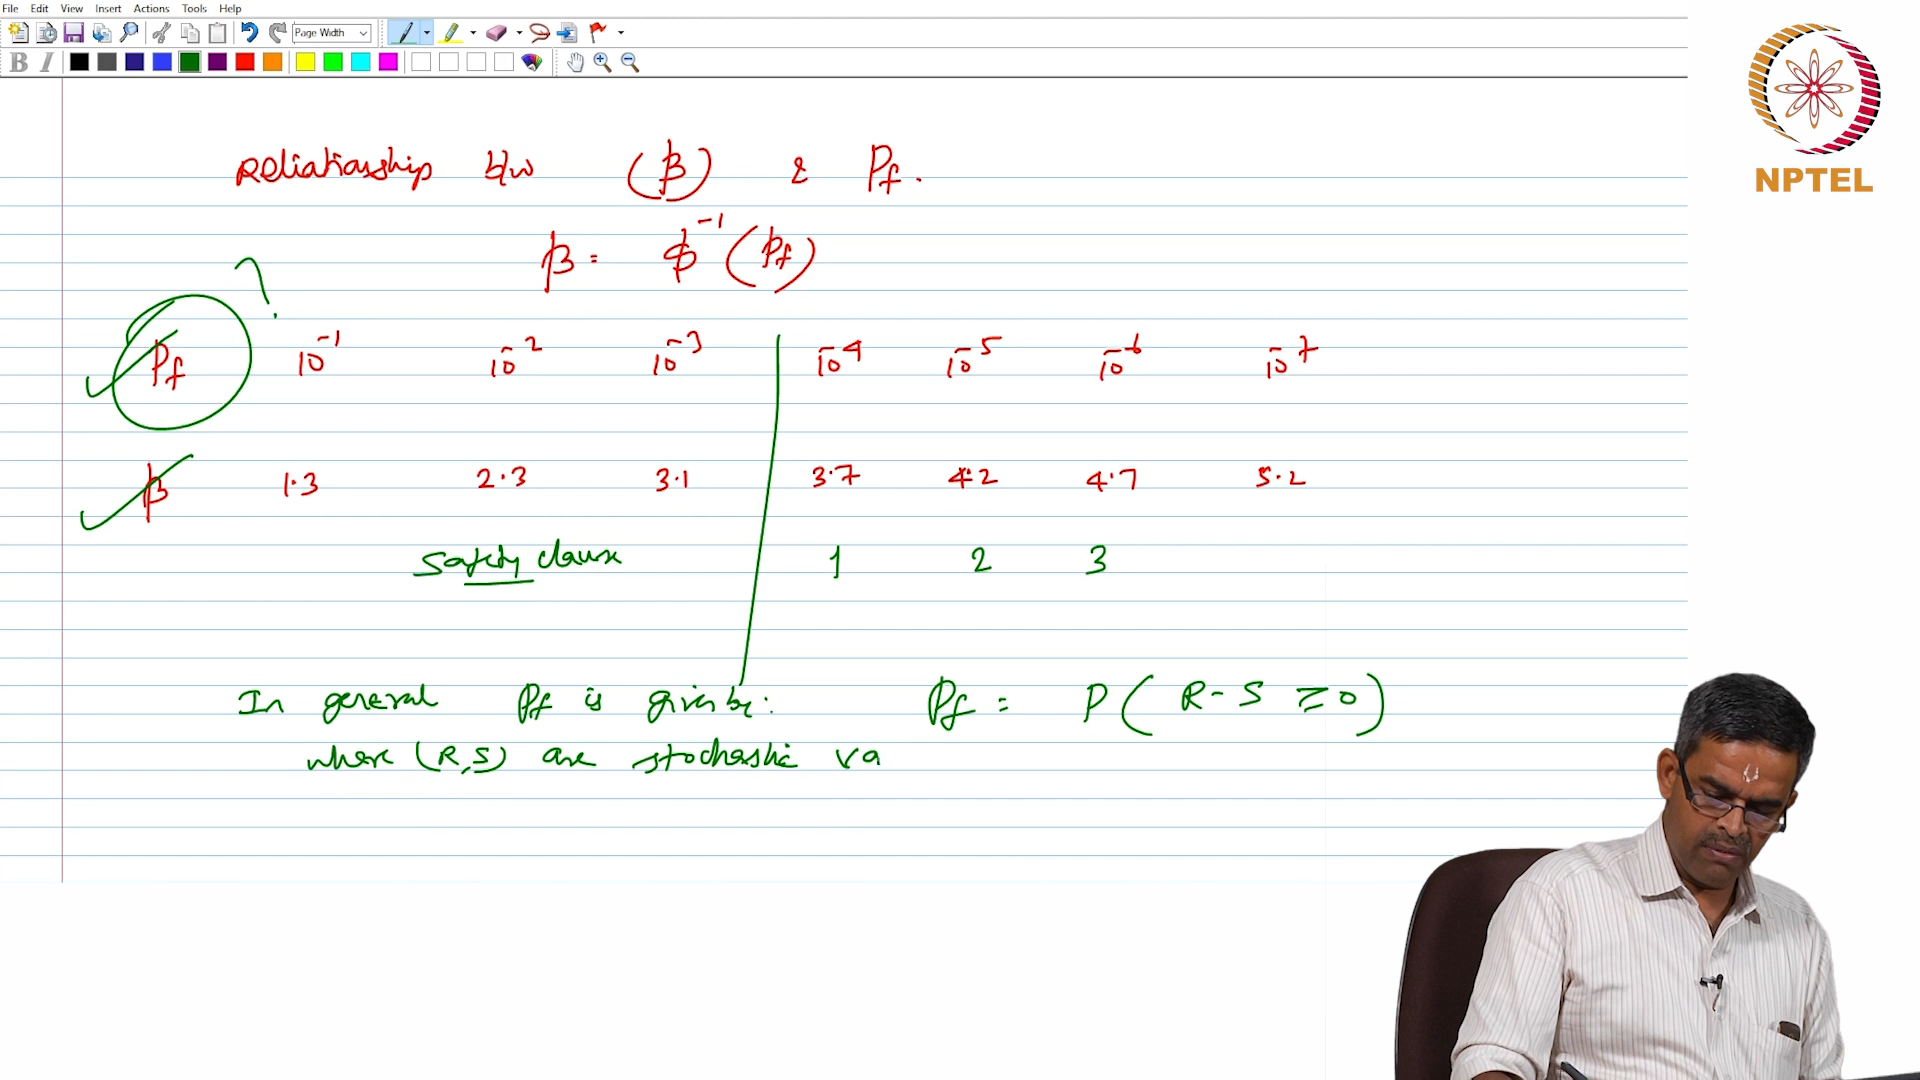 File Edit View Insert Actions Tools Help
Page Width
B I
NPTEL
Relationship b/w (β) & Pf.
β = Φ⁻¹ (Pf)
?
Pf 10⁻¹ 10⁻² 10⁻³ 10⁻⁴ 10⁻⁵ 10⁻⁶ 10⁻⁷
β 1.3 2.3 3.1 3.7 4.2 4.7 5.2
Safety clause 1 2 3
In general Pf is given by: Pf = P( R-S ≥ 0)
where (R,S) are stochastic va